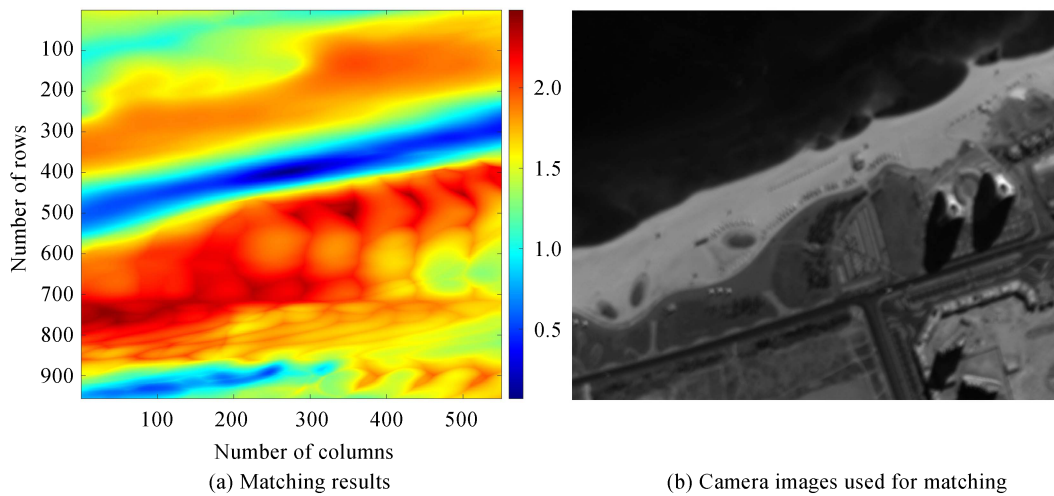 100
200
300
400
500
600
700
800
900
Number of rows
100 200 300 400 500
Number of columns
2.0
1.5
1.0
0.5
(a) Matching results
(b) Camera images used for matching